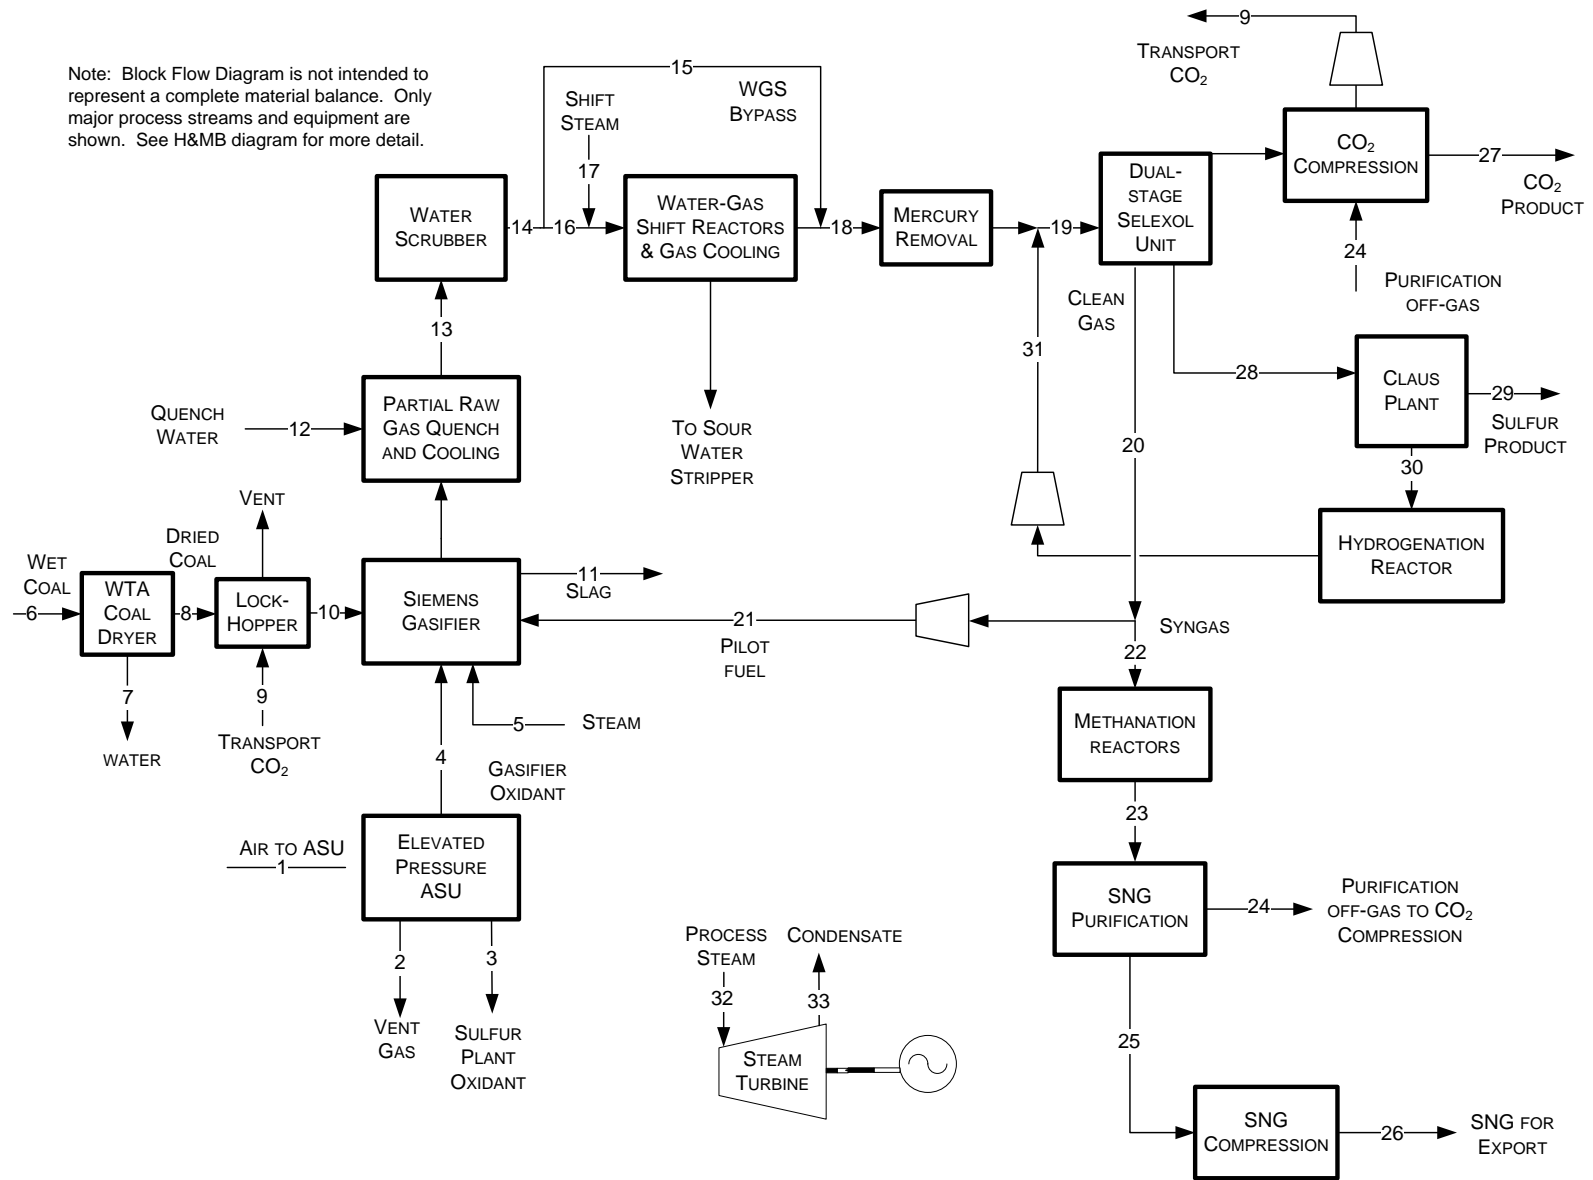 Note: Block Flow Diagram is not intended to
represent a complete material balance. Only
major process streams and equipment are
shown. See H&MB diagram for more detail.
9
TRANSPORT
CO₂
15
WGS
BYPASS
SHIFT
STEAM
17
WATER
SCRUBBER
14
16
WATER-GAS
SHIFT REACTORS
& GAS COOLING
18
MERCURY
REMOVAL
19
DUAL-
STAGE
SELEXOL
UNIT
CO₂
COMPRESSION
27
CO₂
PRODUCT
24
PURIFICATION
OFF-GAS
CLEAN
GAS
13
31
28
CLAUS
PLANT
29
SULFUR
PRODUCT
QUENCH
WATER
12
PARTIAL RAW
GAS QUENCH
AND COOLING
TO SOUR
WATER
STRIPPER
20
30
HYDROGENATION
REACTOR
VENT
DRIED
COAL
WET
COAL
6
WTA
COAL
DRYER
8
LOCK-
HOPPER
10
SIEMENS
GASIFIER
11
SLAG
21
PILOT
FUEL
SYNGAS
22
7
WATER
9
TRANSPORT
CO₂
4
5
STEAM
GASIFIER
OXIDANT
METHANATION
REACTORS
23
AIR TO ASU
1
ELEVATED
PRESSURE
ASU
2
3
VENT
GAS
SULFUR
PLANT
OXIDANT
PROCESS
STEAM
32
CONDENSATE
33
STEAM
TURBINE
SNG
PURIFICATION
24
PURIFICATION
OFF-GAS TO CO₂
COMPRESSION
25
SNG
COMPRESSION
26
SNG FOR
EXPORT